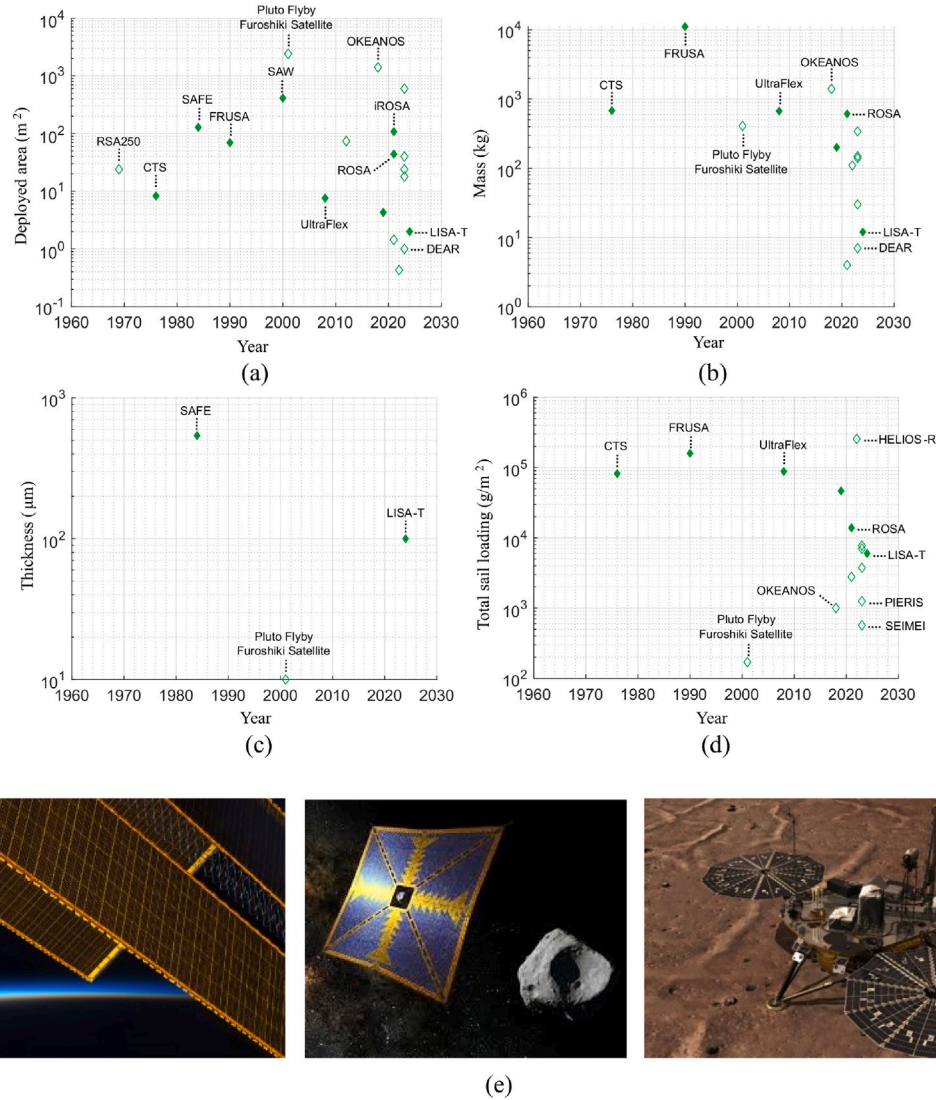 Pluto Flyby
Furoshiki Satellite
OKEANOS
SAW
SAFE
FRUSA
iROSA
RSA250
CTS
ROSA
UltraFlex
LISA-T
DEAR
Deployed area (m 2)
10^4
10^3
10^2
10^1
10^0
10^-1
1960 1970 1980 1990 2000 2010 2020 2030
Year
(a)
FRUSA
OKEANOS
UltraFlex
CTS
ROSA
Pluto Flyby
Furoshiki Satellite
LISA-T
DEAR
Mass (kg)
10^4
10^3
10^2
10^1
10^0
1960 1970 1980 1990 2000 2010 2020 2030
Year
(b)
SAFE
LISA-T
Pluto Flyby
Furoshiki Satellite
Thickness (μm)
10^3
10^2
10^1
1960 1970 1980 1990 2000 2010 2020 2030
Year
(c)
FRUSA
CTS
UltraFlex
HELIOS-R
ROSA
LISA-T
OKEANOS
PIERIS
SEIMEI
Pluto Flyby
Furoshiki Satellite
Total sail loading (g/m 2)
10^6
10^5
10^4
10^3
10^2
1960 1970 1980 1990 2000 2010 2020 2030
Year
(d)
(e)